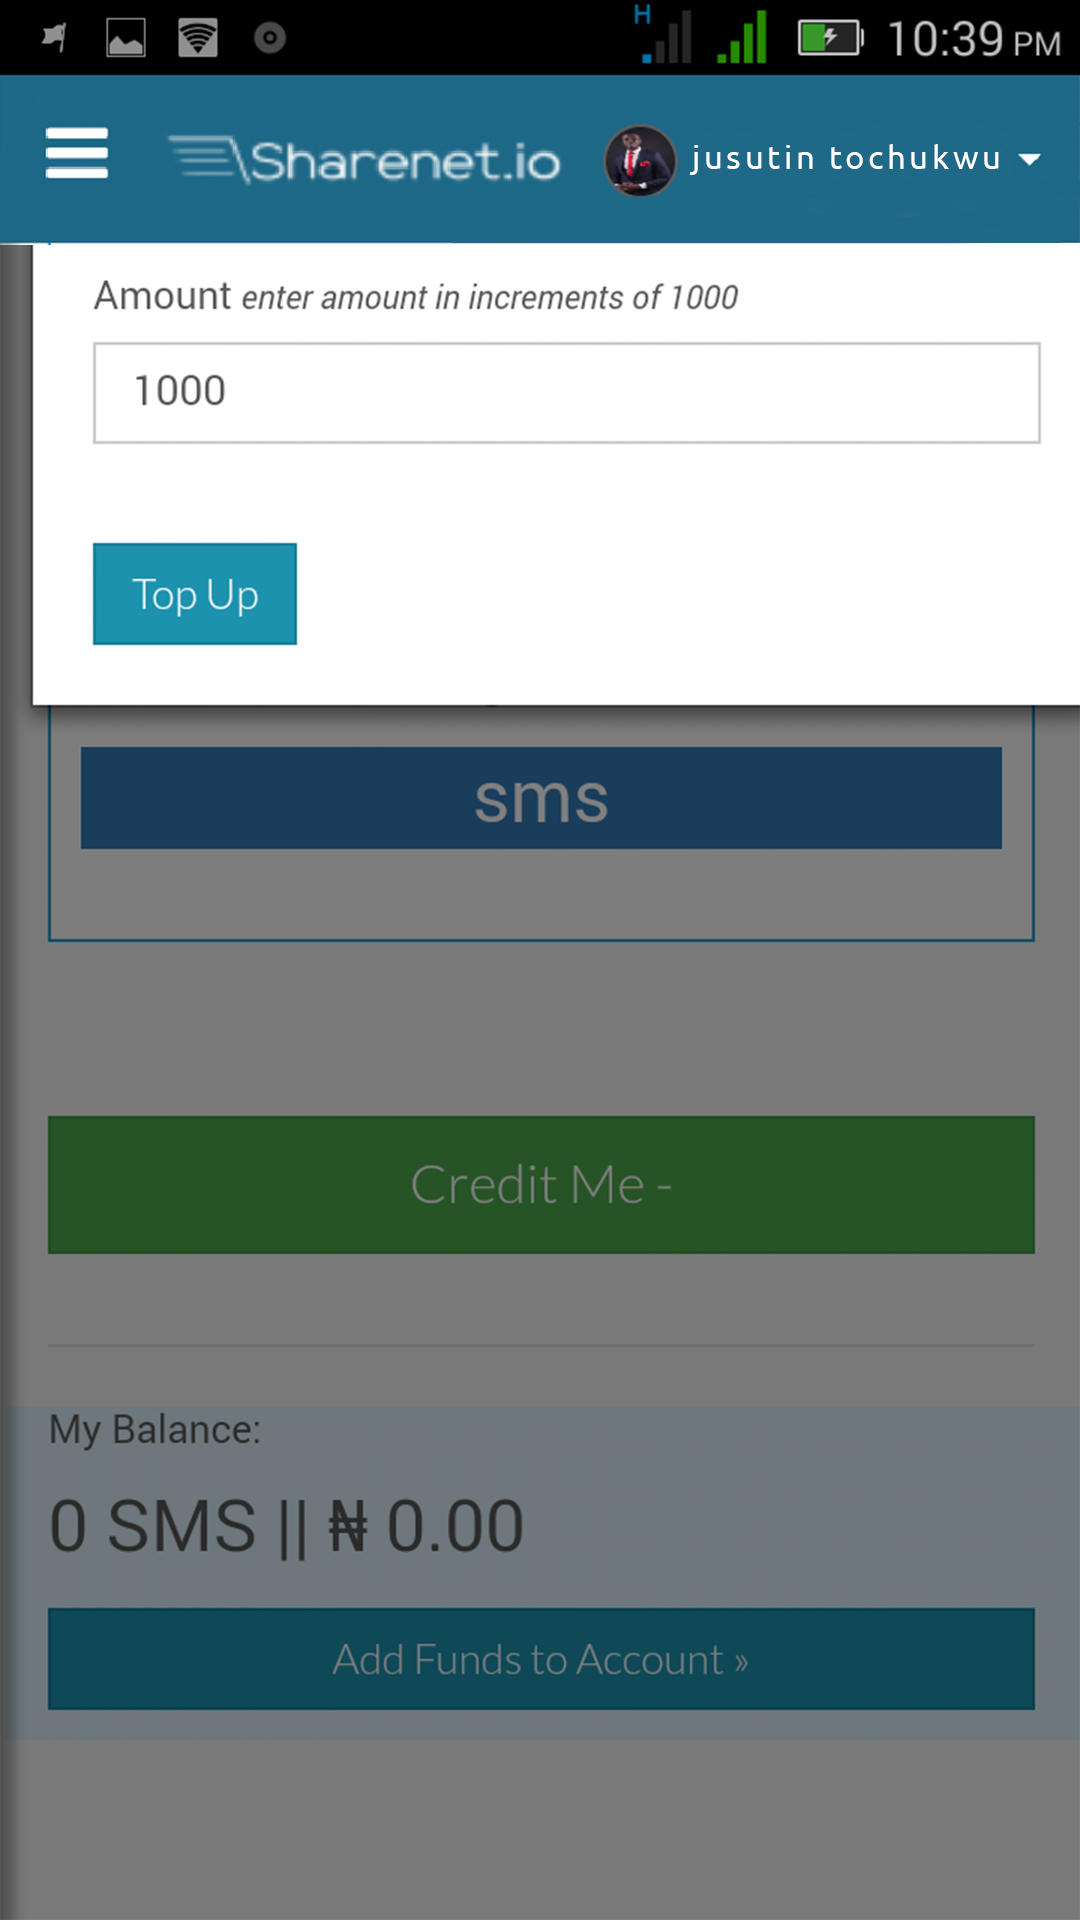 H
10:39 PM
Sharenet.io
jusutin tochukwu
Amount enter amount in increments of 1000
1000
Top Up
sms
Credit Me -
My Balance:
0 SMS || ₦ 0.00
Add Funds to Account »